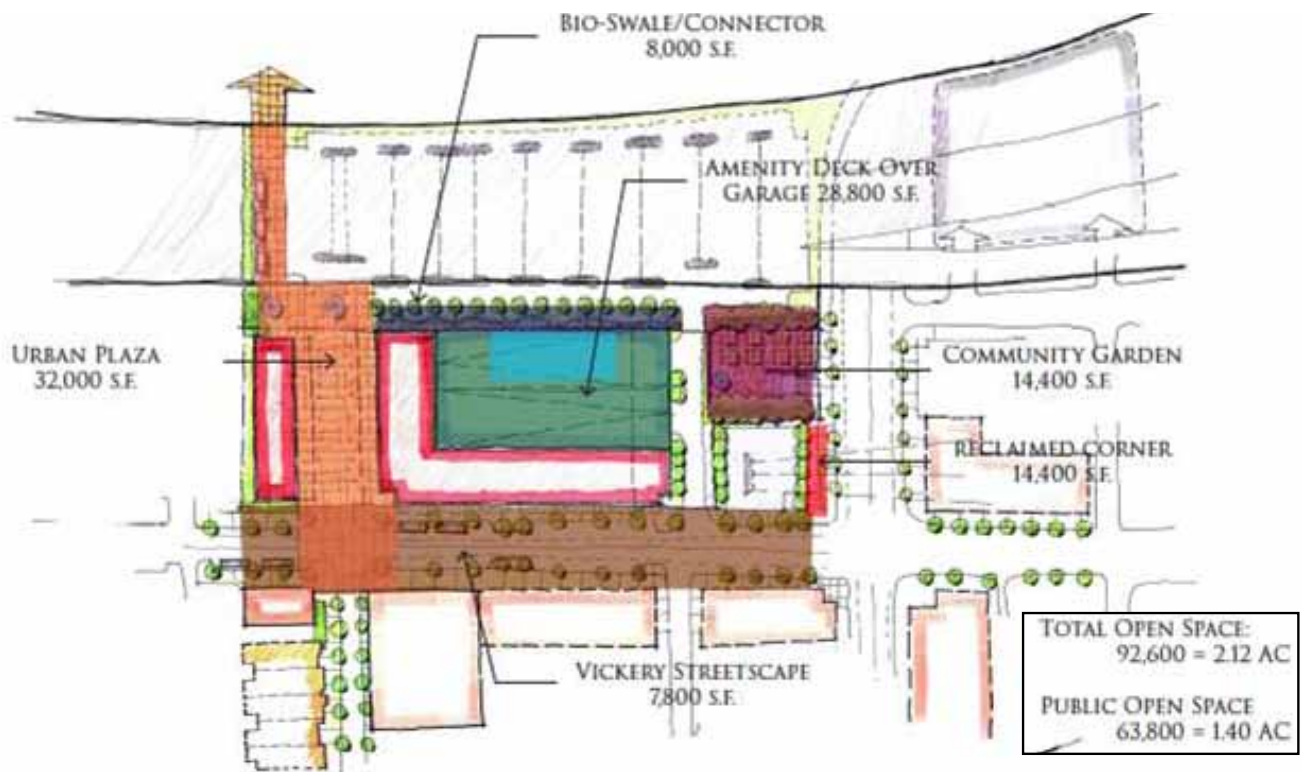 BIO-SWALE/CONNECTOR
8,000 S.F.
AMENITY DECK OVER
GARAGE 28,800 S.F.
URBAN PLAZA
32,000 S.F.
COMMUNITY GARDEN
14,400 S.F.
RECLAIMED CORNER
14,400 S.F.
VICKERY STREETSCAPE
7,800 S.F.
TOTAL OPEN SPACE:
92,600 = 2.12 AC
PUBLIC OPEN SPACE
63,800 = 1.40 AC